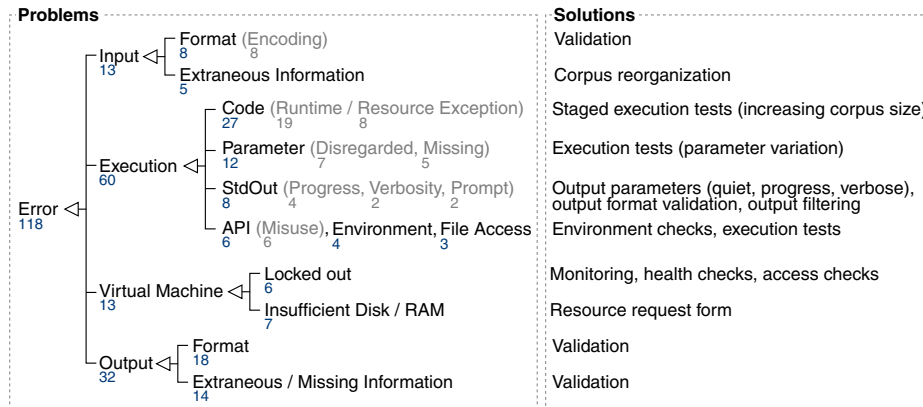 Problems Solutions
Format (Encoding) Validation
8 8
Input
13
Extraneous Information Corpus reorganization
5
Code (Runtime / Resource Exception) Staged execution tests (increasing corpus size)
27 19 8
Parameter (Disregarded, Missing) Execution tests (parameter variation)
12 7 5
Execution
60
StdOut (Progress, Verbosity, Prompt) Output parameters (quiet, progress, verbose),
8 4 2 2 output format validation, output filtering
Error
118
API (Misuse), Environment, File Access Environment checks, execution tests
6 6 4 3
Locked out Monitoring, health checks, access checks
6
Virtual Machine
13
Insufficient Disk / RAM Resource request form
7
Format Validation
18
Output
32
Extraneous / Missing Information Validation
14